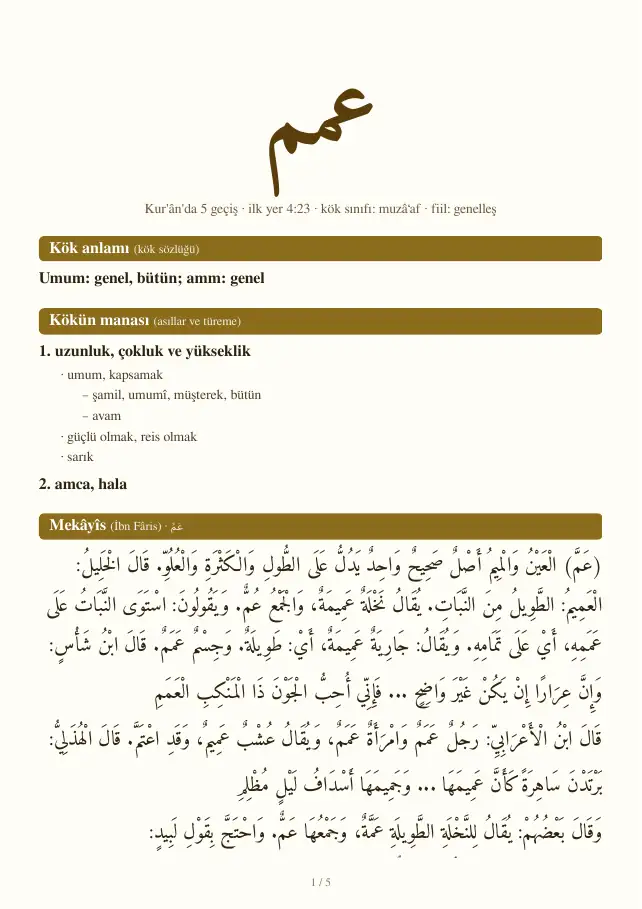 عمم
Kur'ân'da 5 geçiş · ilk yer 4:23 · kök sınıfı: muzâ'af · fiil: genelleş
Kök anlamı (kök sözlüğü)
Umum: genel, bütün; amm: genel
Kökün manası (asıllar ve türeme)
1. uzunluk, çokluk ve yükseklik
· umum, kapsamak
– şamil, umumî, müşterek, bütün
– avam
· güçlü olmak, reis olmak
· sarık
2. amca, hala
Mekâyîs (İbn Fâris) · عَمْ
(عَمَّ) الْعَيْنُ وَالْمِيمُ أَصْلٌ صَحِيحٌ وَاحِدٌ يَدُلُّ عَلَى الطُّولِ وَالْكَثْرَةِ وَالْعُلُوِّ. قَالَ الْخَلِيلُ:
الْعَمِيمُ: الطَّوِيلُ مِنَ النَّبَاتِ. يُقَالُ نَخْلَةٌ عَمِيمَةٌ، وَالْجَمْعُ عُمٌّ. وَيَقُولُونَ: اسْتَوَى النَّبَاتُ عَلَى
عَمَمِهِ، أَيْ عَلَى تَمَامِهِ. وَيُقَالُ: جَارِيَةٌ عَمِيمَةٌ، أَيْ: طَوِيلَةٌ. وَجِسْمٌ عَمَمٌ. قَالَ ابْنُ شَأْسٍ:
وَإِنَّ عِرَارًا إِنْ يَكُنْ غَيْرَ وَاضِحٍ ... فَإِنِّي أُحِبُّ الْجَوْنَ ذَا الْمَنْكِبِ الْعَمَمِ
قَالَ ابْنُ الْأَعْرَابِيِّ: رَجُلٌ عَمَمٌ وَامْرَأَةٌ عَمَمٌ، وَيُقَالُ عُشْبٌ عَمِيمٌ، وَقَدِ اعْتَمَّ. قَالَ الْهُذَلِيُّ:
يَرْتَدْنَ سَاهِرَةً كَأَنَّ عَمِيمَهَا ... وَجَمِيمَهَا أَسْدَافُ لَيْلٍ مُظْلِمِ
وَقَالَ بَعْضُهُمْ: يُقَالُ لِلنَّخْلَةِ الطَّوِيلَةِ عَمَّةٌ، وَجَمْعُهَا عَمٌّ. وَاحْتَجَّ بِقَوْلِ لَبِيدٍ:
1 / 5